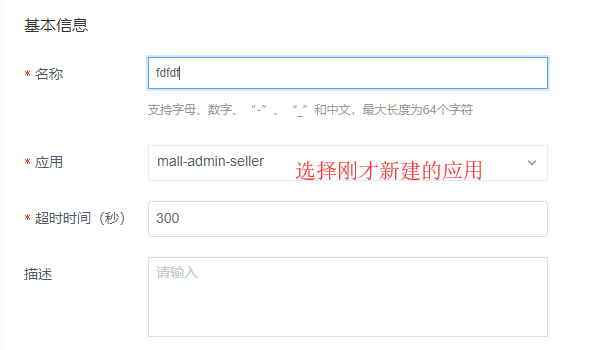 基本信息
* 名称
fdfdf
支持字母、数字、“-”、“_”和中文，最大长度为64个字符
* 应用
mall-admin-seller
选择刚才新建的应用
* 超时时间（秒）
300
描述
请输入